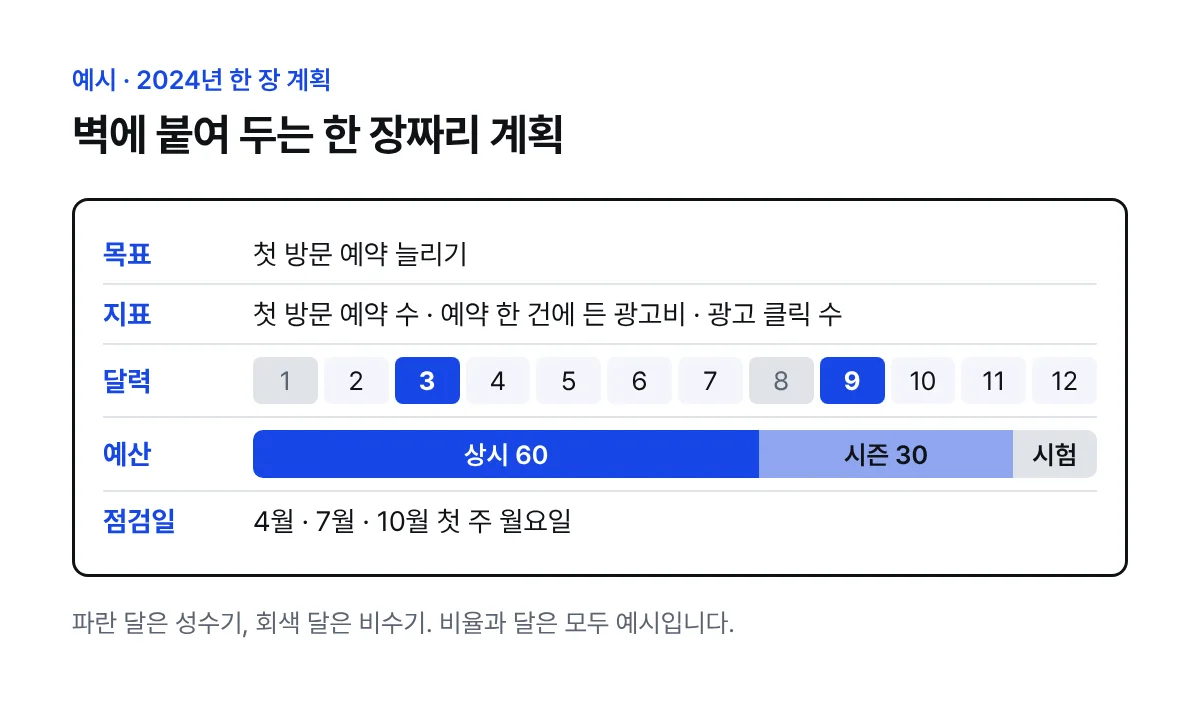 예시 · 2024년 한 장 계획
벽에 붙여 두는 한 장짜리 계획
목표 첫 방문 예약 늘리기
지표 첫 방문 예약 수 · 예약 한 건에 든 광고비 · 광고 클릭 수
달력 1 2 3 4 5 6 7 8 9 10 11 12
예산 상시 60 시즌 30 시험
점검일 4월 · 7월 · 10월 첫 주 월요일
파란 달은 성수기, 회색 달은 비수기. 비율과 달은 모두 예시입니다.